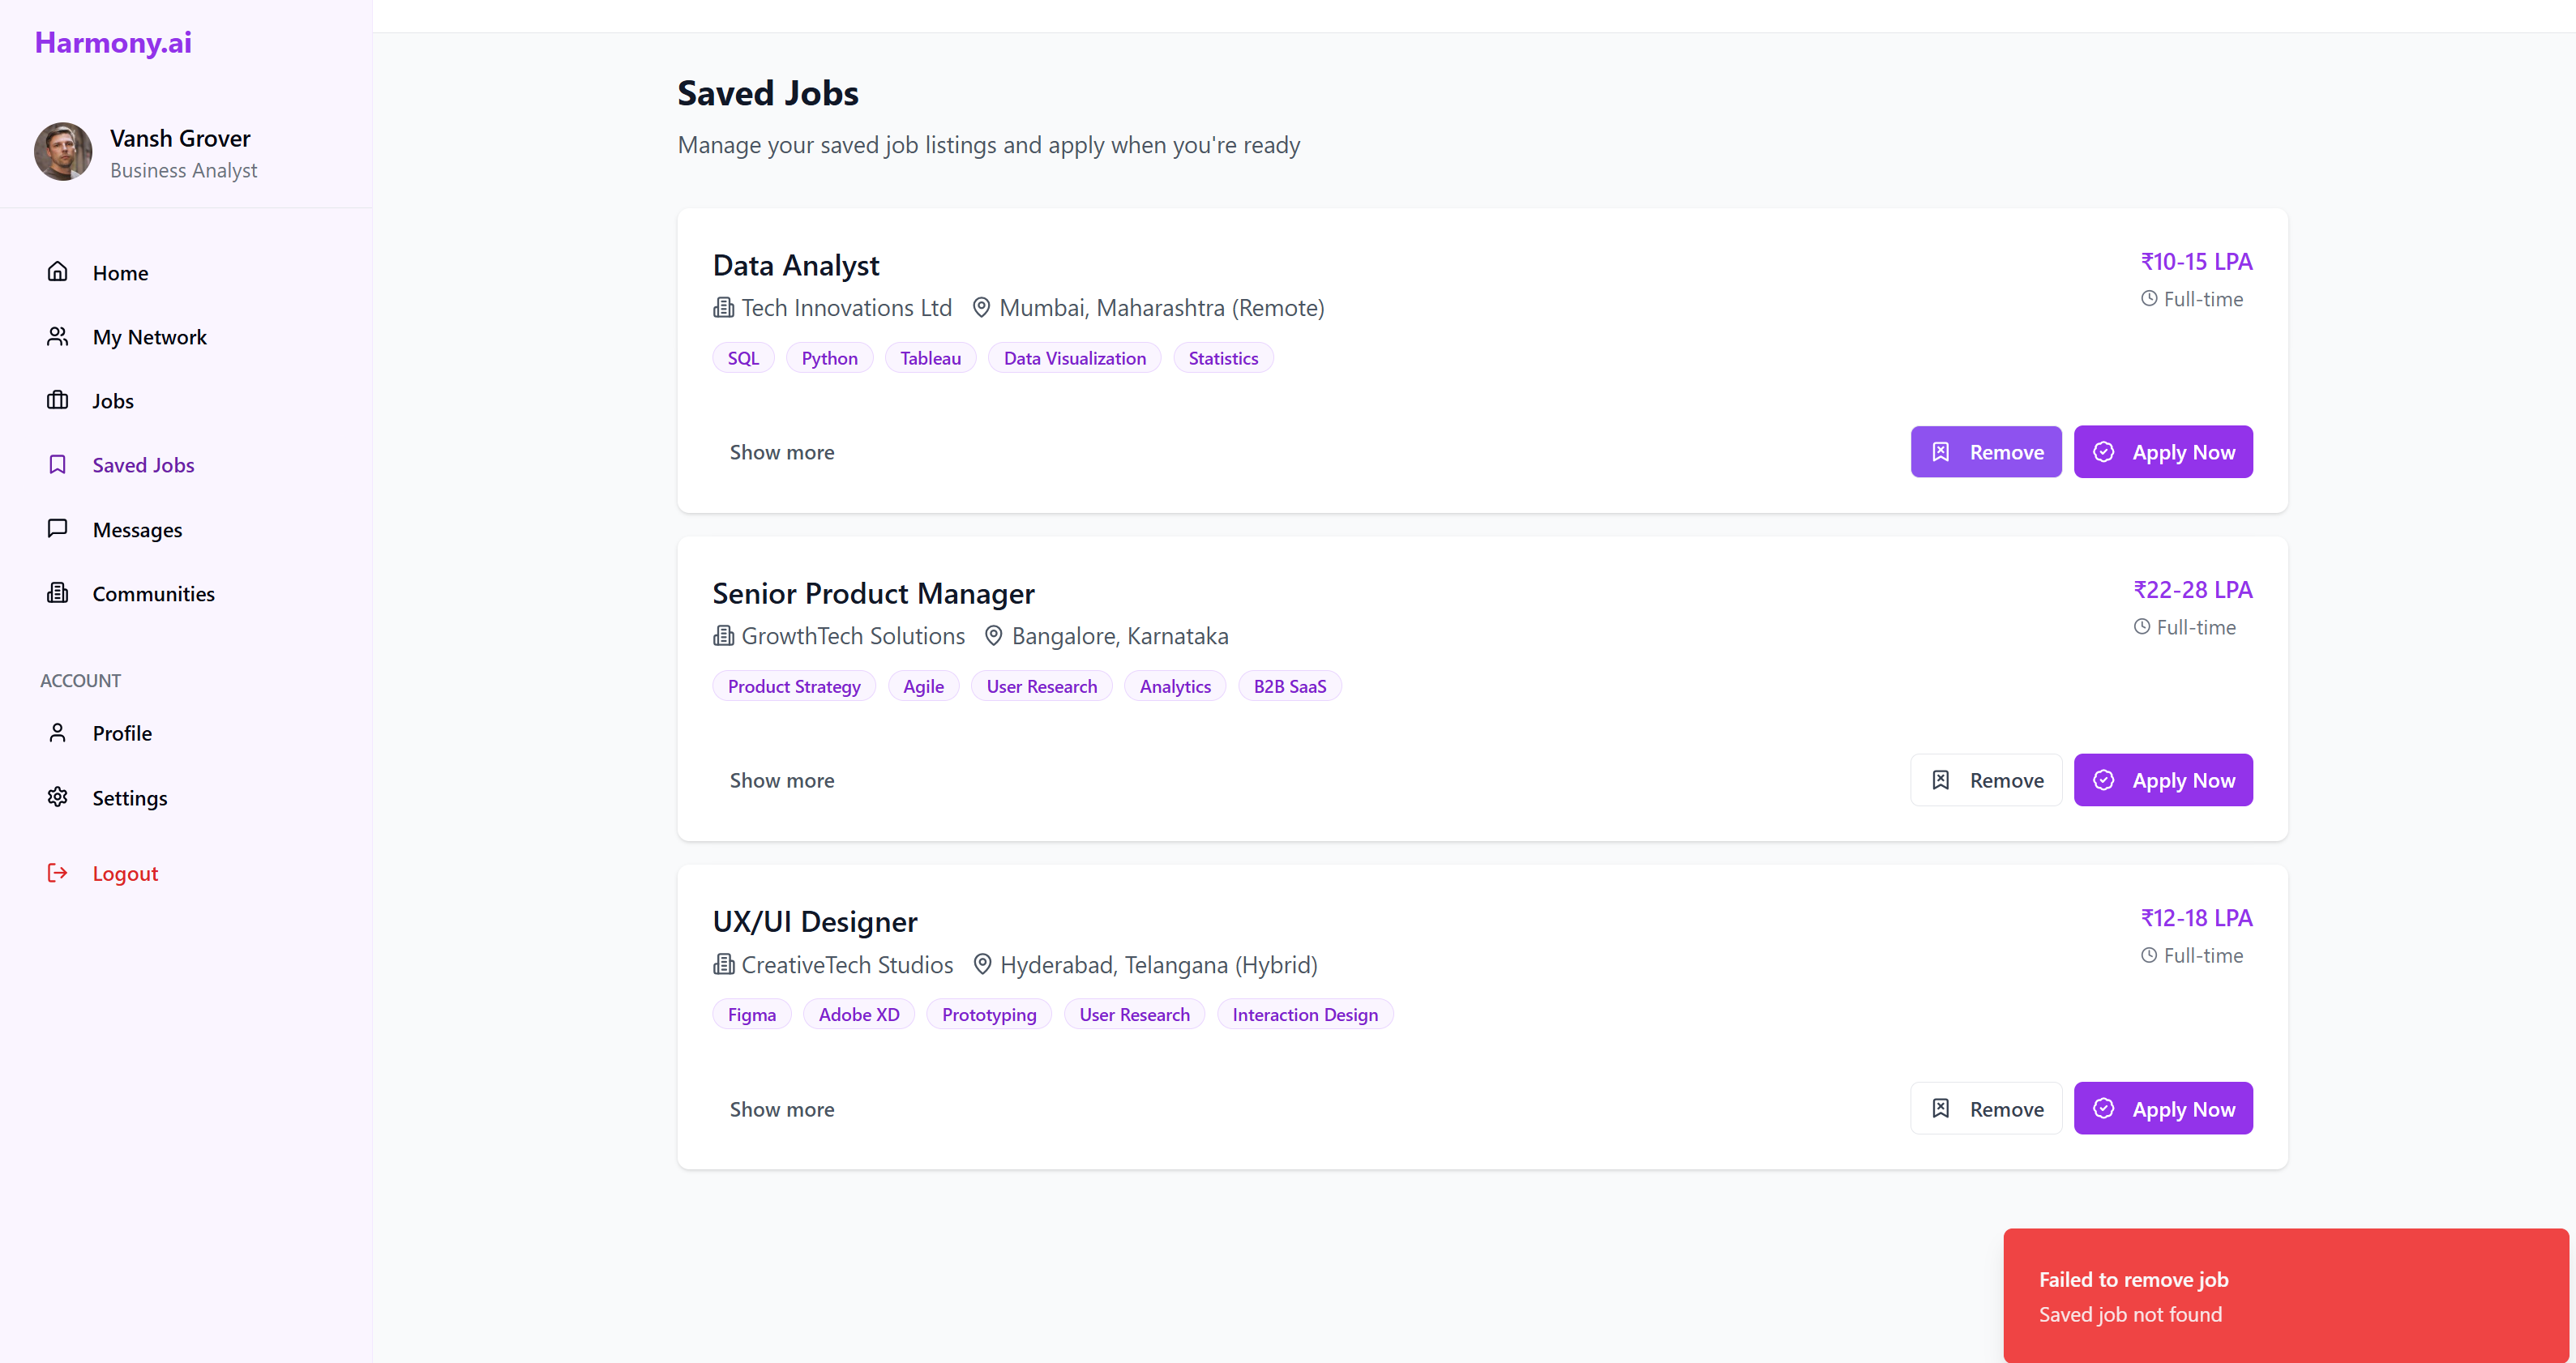 Harmony.ai
Vansh Grover
Business Analyst
Home
My Network
Jobs
Saved Jobs
Messages
Communities
ACCOUNT
Profile
Settings
Logout
Saved Jobs
Manage your saved job listings and apply when you're ready
Data Analyst
₹10-15 LPA
Tech Innovations Ltd Mumbai, Maharashtra (Remote)
Full-time
SQL Python Tableau Data Visualization Statistics
Show more Remove Apply Now
Senior Product Manager
₹22-28 LPA
GrowthTech Solutions Bangalore, Karnataka
Full-time
Product Strategy Agile User Research Analytics B2B SaaS
Show more Remove Apply Now
UX/UI Designer
₹12-18 LPA
CreativeTech Studios Hyderabad, Telangana (Hybrid)
Full-time
Figma Adobe XD Prototyping User Research Interaction Design
Show more Remove Apply Now
Failed to remove job
Saved job not found